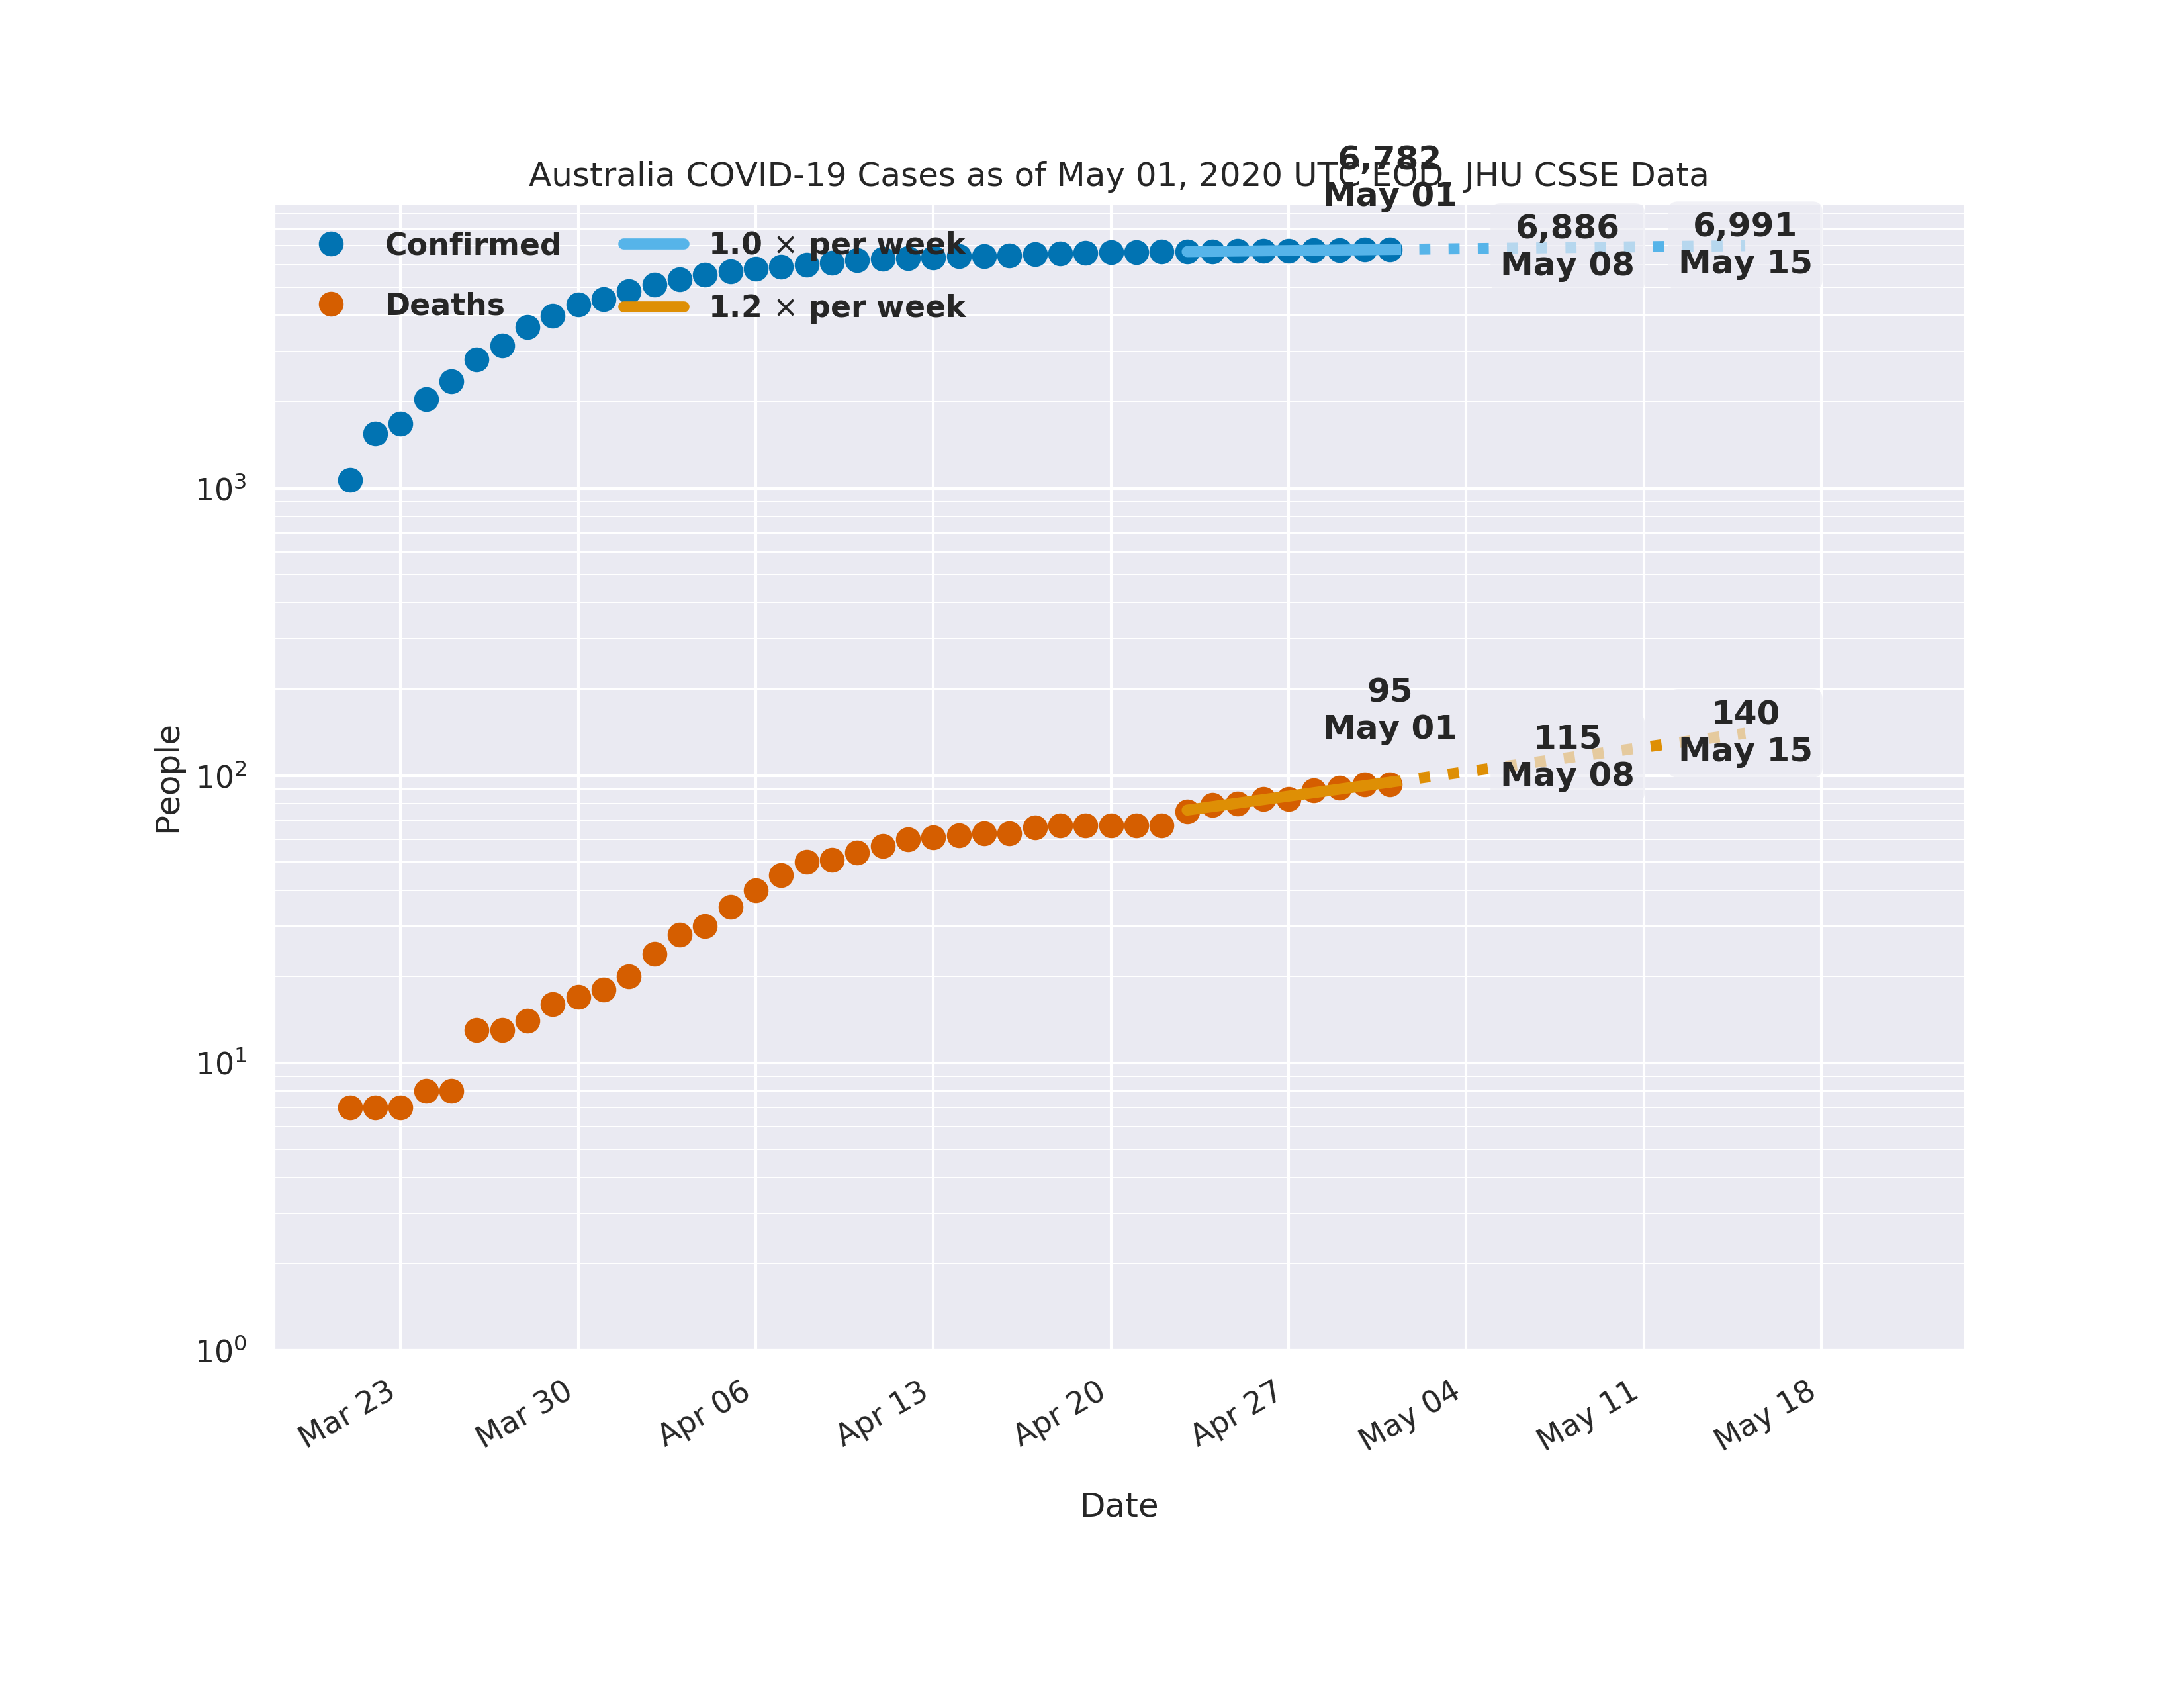 6,782
May 01
Australia COVID-19 Cases as of May 01, 2020 UTC EOD, JHU CSSE Data
6,886
May 08
6,991
May 15
Confirmed
Deaths
1.0 × per week
1.2 × per week
95
May 01
115
May 08
140
May 15
People
10³
10²
10¹
10⁰
Mar 23
Mar 30
Apr 06
Apr 13
Apr 20
Apr 27
May 04
May 11
May 18
Date